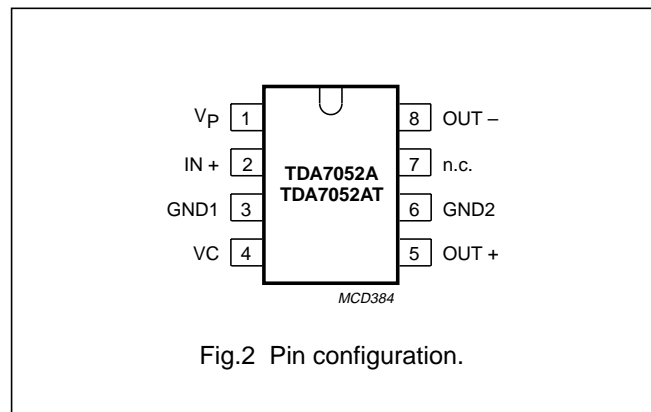 VP 1 8 OUT –
IN + 2 TDA7052A 7 n.c.
TDA7052AT
GND1 3 6 GND2
VC 4 5 OUT +
MCD384
Fig.2 Pin configuration.